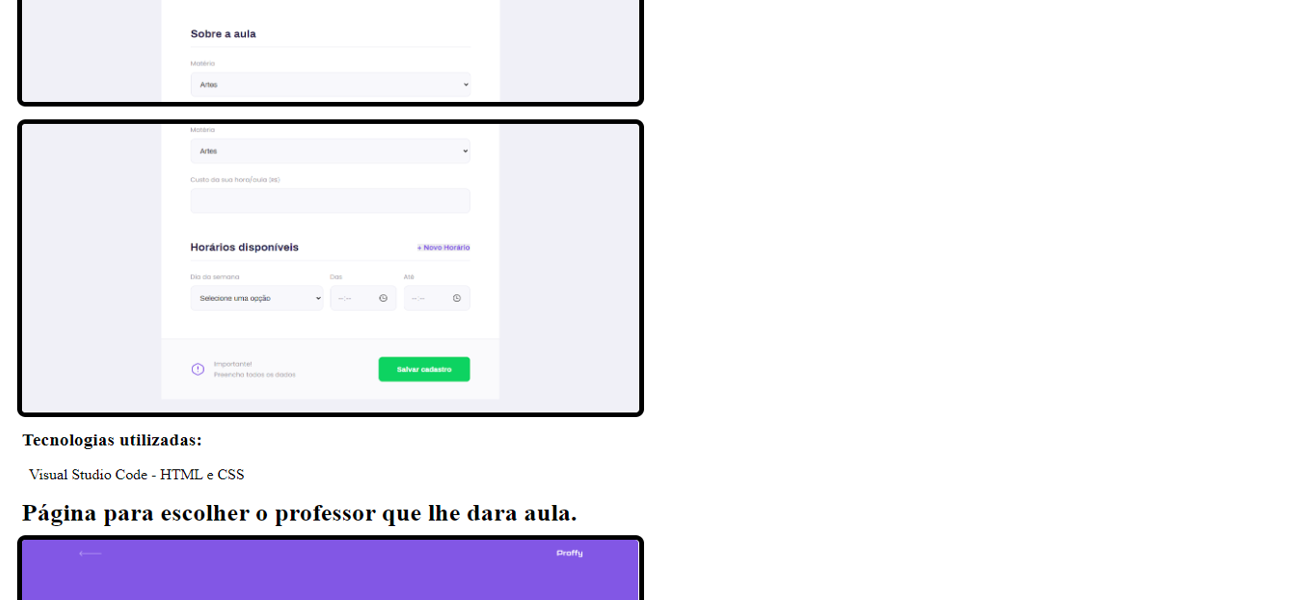 Sobre a aula
Matéria
Artes
Matéria
Artes
Custo da sua hora/aula (R$)
Horários disponíveis
+ Novo Horário
Dia da semana Das Até
Selecione uma opção --:-- --:--
Importante!
Preencha todos os dados
Salvar cadastro
Tecnologias utilizadas:
Visual Studio Code - HTML e CSS
Página para escolher o professor que lhe dara aula.
Proffy